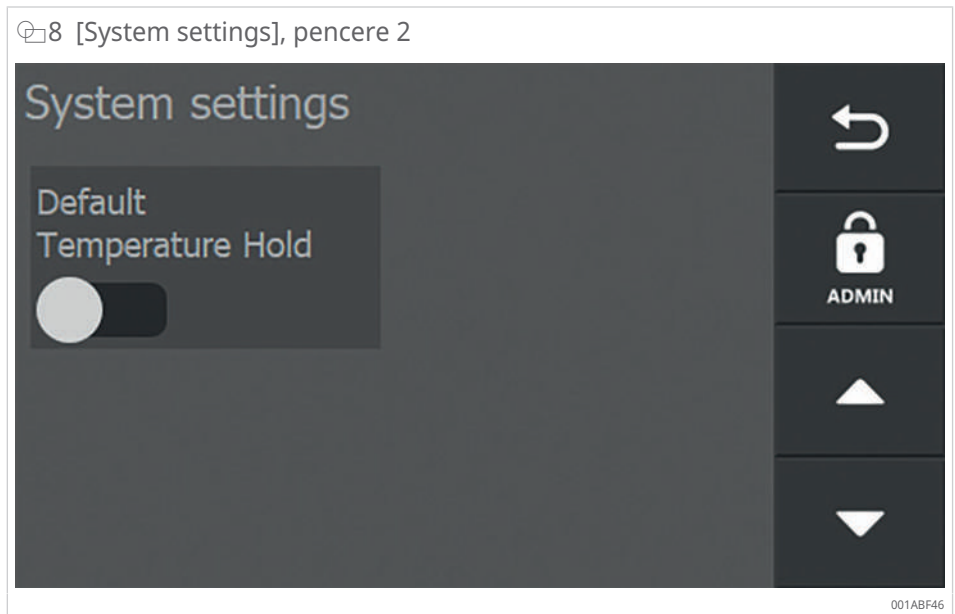 8 [System settings], pencere 2
System settings
Default
Temperature Hold
ADMIN
001ABF46